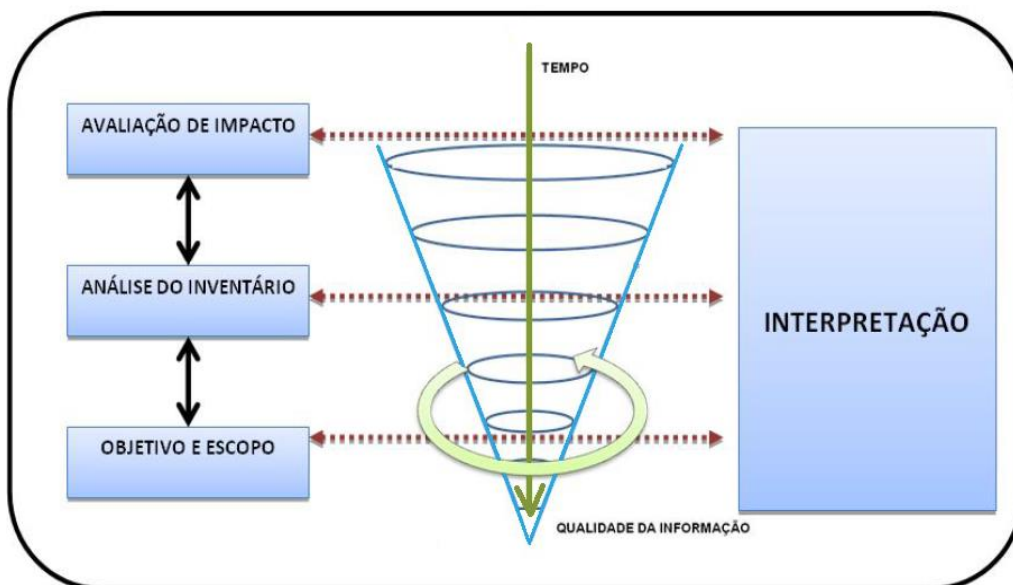 TEMPO
AVALIAÇÃO DE IMPACTO
ANÁLISE DO INVENTÁRIO
INTERPRETAÇÃO
OBJETIVO E ESCOPO
QUALIDADE DA INFORMAÇÃO